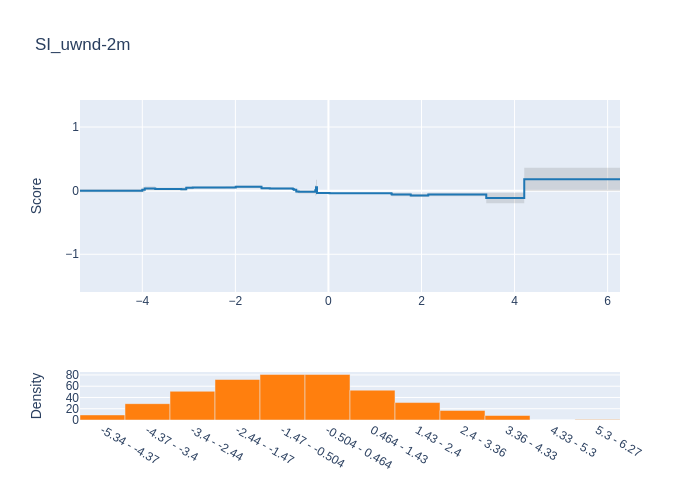 SI_uwnd-2m
Score
1
0
−1
−4
−2
0
2
4
6
Density
80
60
40
20
0
-5.34 - -4.37
-4.37 - -3.4
-3.4 - -2.44
-2.44 - -1.47
-1.47 - -0.504
-0.504 - 0.464
0.464 - 1.43
1.43 - 2.4
2.4 - 3.36
3.36 - 4.33
4.33 - 5.3
5.3 - 6.27